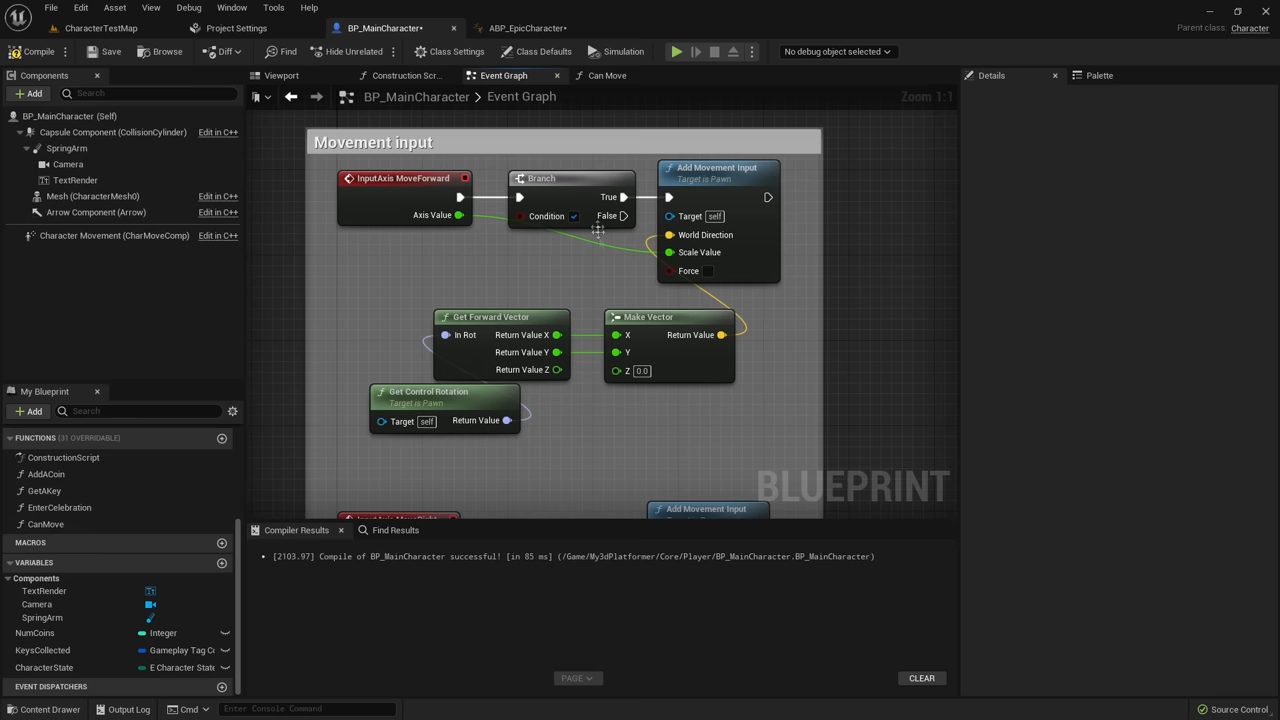 File Edit Asset View Debug Window Tools Help
CharacterTestMap Project Settings BP_MainCharacter• ABP_EpicCharacter• Parent class: Character
Compile Save Browse Diff Find Hide Unrelated Class Settings Class Defaults Simulation No debug object selected
Components Viewport Construction Scr... Event Graph Can Move Details Palette
Add Search BP_MainCharacter > Event Graph Zoom 1:1
BP_MainCharacter (Self)
Capsule Component (CollisionCylinder) Edit in C++
SpringArm
Camera
TextRender
Mesh (CharacterMesh0) Edit in C++
Arrow Component (Arrow) Edit in C++
Character Movement (CharMoveComp) Edit in C++
Movement input
InputAxis MoveForward
Axis Value
Branch
True
Condition False
Add Movement Input
Target is Pawn
Target self
World Direction
Scale Value
Force
Get Forward Vector
In Rot Return Value X
Return Value Y
Return Value Z
Make Vector
X Return Value
Y
Z 0.0
Get Control Rotation
Target is Pawn
Target self Return Value
BLUEPRINT
InputAxis MoveRight
Add Movement Input
My Blueprint
Add Search
FUNCTIONS (31 OVERRIDABLE)
ConstructionScript
AddACoin
GetAKey
EnterCelebration
CanMove
MACROS
VARIABLES
Components
TextRender
Camera
SpringArm
NumCoins Integer
KeysCollected Gameplay Tag Co
CharacterState E Character State
EVENT DISPATCHERS
Compiler Results Find Results
[2103.97] Compile of BP_MainCharacter successful! [in 85 ms] (/Game/My3dPlatformer/Core/Player/BP_MainCharacter.BP_MainCharacter)
PAGE CLEAR
Content Drawer Output Log Cmd Enter Console Command Source Control